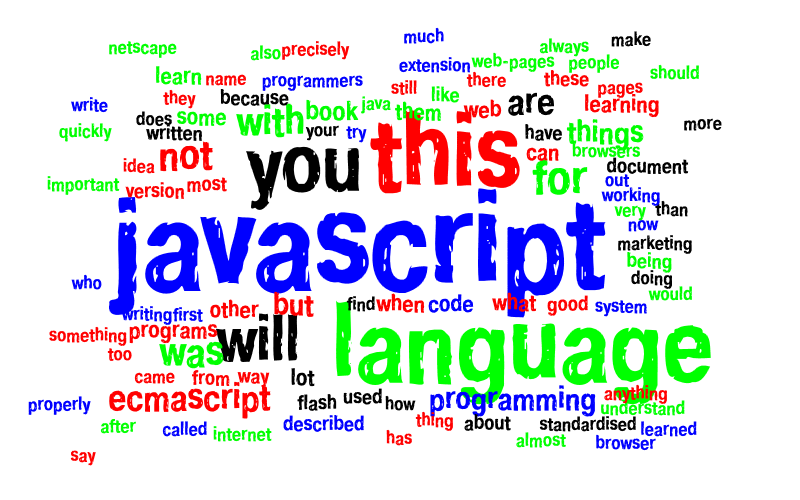 much
make
netscape also precisely always
extension web-pages people
learn name programmers there these should
still pages
they because java like are learning
write does some with book them web more
quickly written your try this have things
not you can browsers
idea for document
important version most out
working
javascript very than
now
marketing
being
who doing
would
writing first other but find when code what good system
something programs will language
too was
came from way lot
properly ecmascript flash used how programming anything
understand
after called internet described thing about standardised learned
has almost browser
say